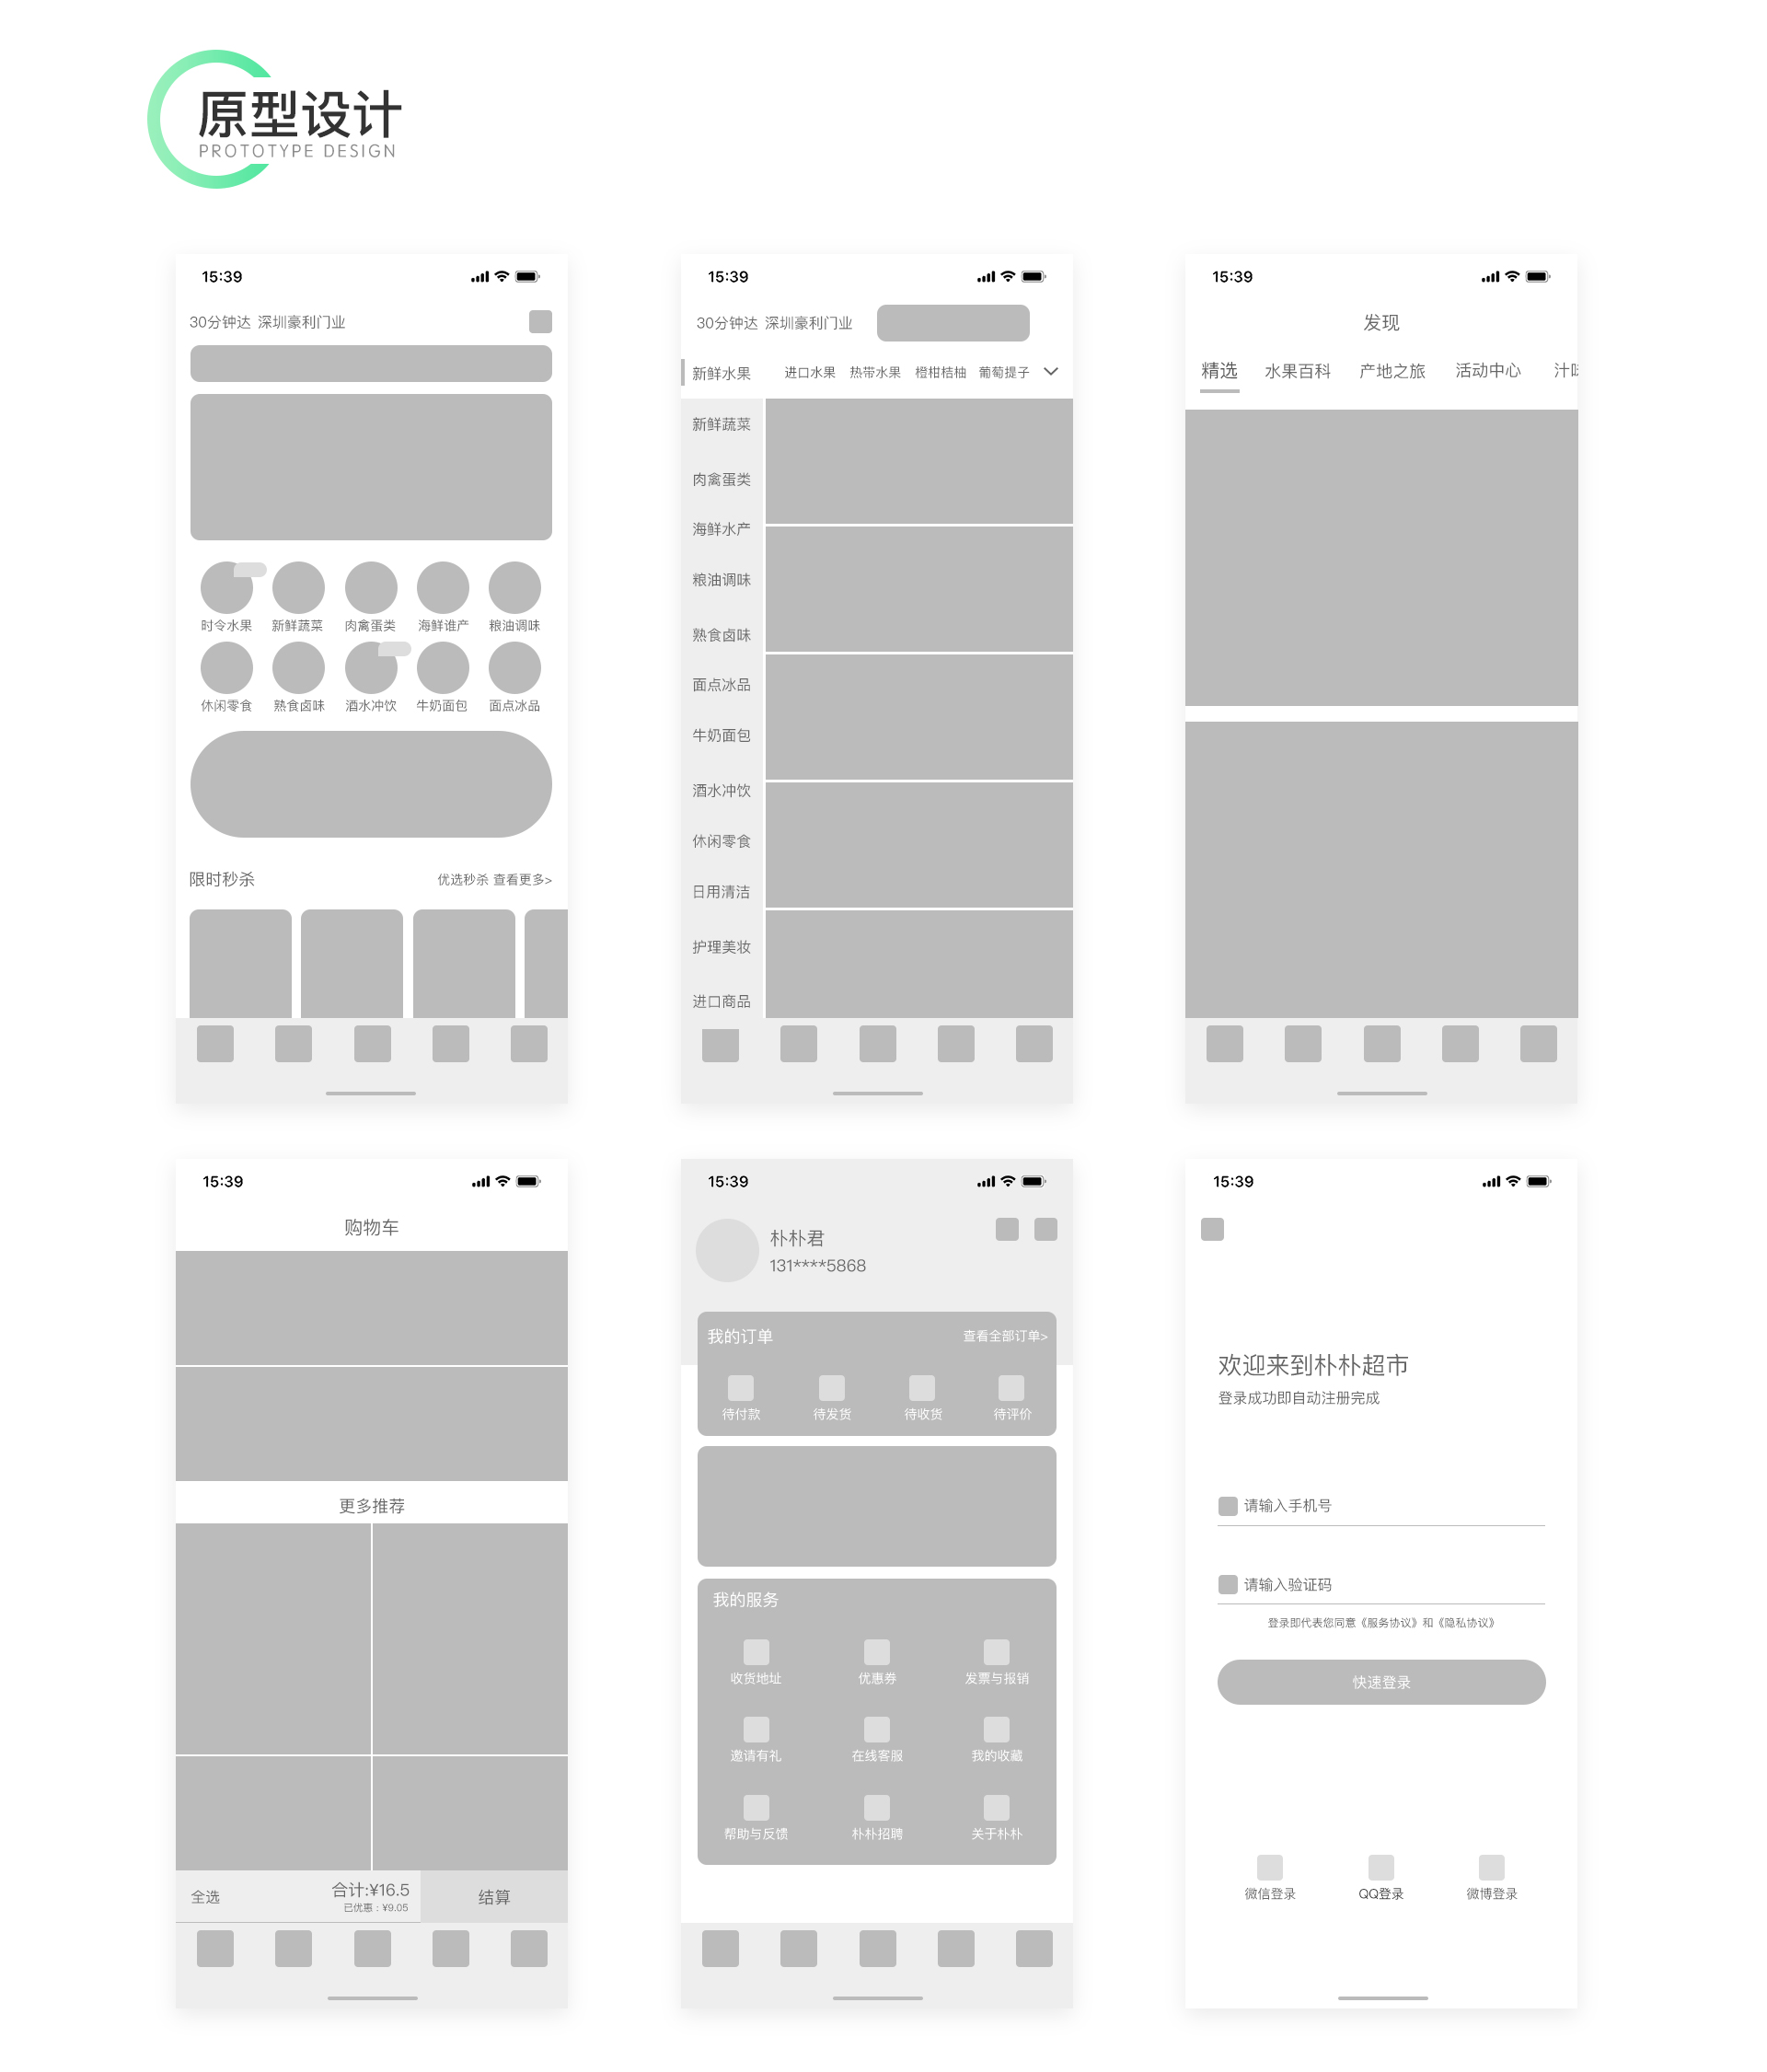 原型设计
PROTOTYPE DESIGN
15:39
30分钟达 深圳豪利门业
时令水果 新鲜蔬菜 肉禽蛋类 海鲜谁产 粮油调味
休闲零食 熟食卤味 酒水冲饮 牛奶面包 面点冰品
限时秒杀 优选秒杀 查看更多>
15:39
30分钟达 深圳豪利门业
新鲜水果 进口水果 热带水果 橙柑桔柚 葡萄提子
新鲜蔬菜
肉禽蛋类
海鲜水产
粮油调味
熟食卤味
面点冰品
牛奶面包
酒水冲饮
休闲零食
日用清洁
护理美妆
进口商品
15:39
发现
精选 水果百科 产地之旅 活动中心 汁味
15:39
购物车
更多推荐
全选 合计:¥16.5 结算
已优惠：¥9.05
15:39
朴朴君
131****5868
我的订单 查看全部订单>
待付款 待发货 待收货 待评价
我的服务
收货地址 优惠券 发票与报销
邀请有礼 在线客服 我的收藏
帮助与反馈 朴朴招聘 关于朴朴
15:39
欢迎来到朴朴超市
登录成功即自动注册完成
请输入手机号
请输入验证码
登录即代表您同意《服务协议》和《隐私协议》
快速登录
微信登录 QQ登录 微博登录